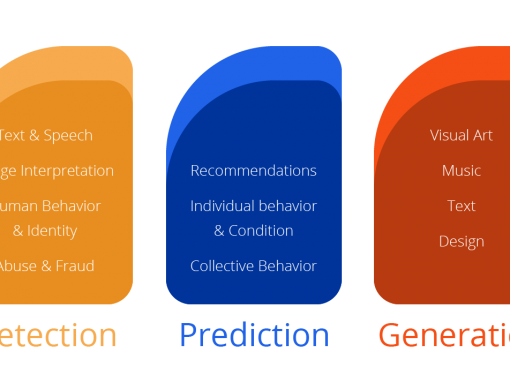 Text & Speech
ge Interpretation
uman Behavior
& Identity
Abuse & Fraud
etection
Recommendations
Individual behavior
& Condition
Collective Behavior
Prediction
Visual Art
Music
Text
Design
Generati